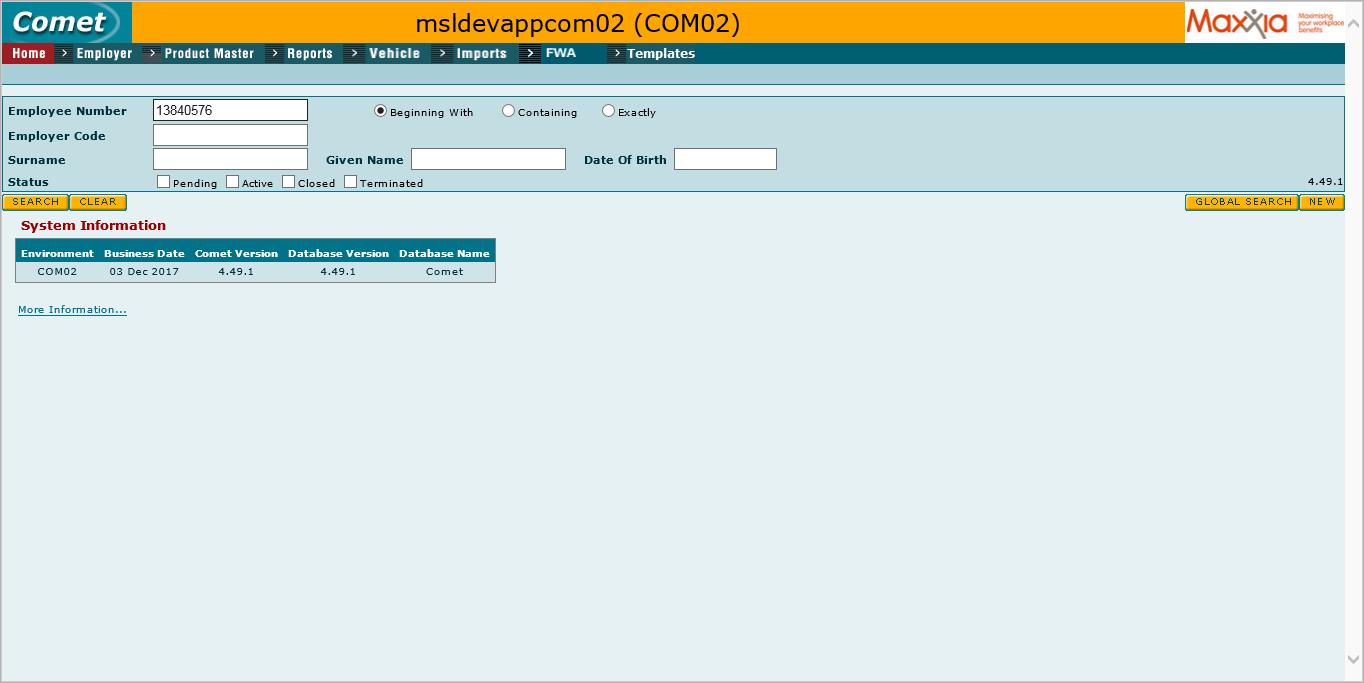 Comet msldevappcom02 (COM02) Maxxia Maximising your workplace benefits
Home > Employer > Product Master > Reports > Vehicle > Imports > FWA > Templates
Employee Number 13840576 Beginning With Containing Exactly
Employer Code
Surname Given Name Date Of Birth
Status Pending Active Closed Terminated 4.49.1
SEARCH CLEAR GLOBAL SEARCH NEW
System Information
Environment Business Date Comet Version Database Version Database Name
COM02 03 Dec 2017 4.49.1 4.49.1 Comet
More Information...